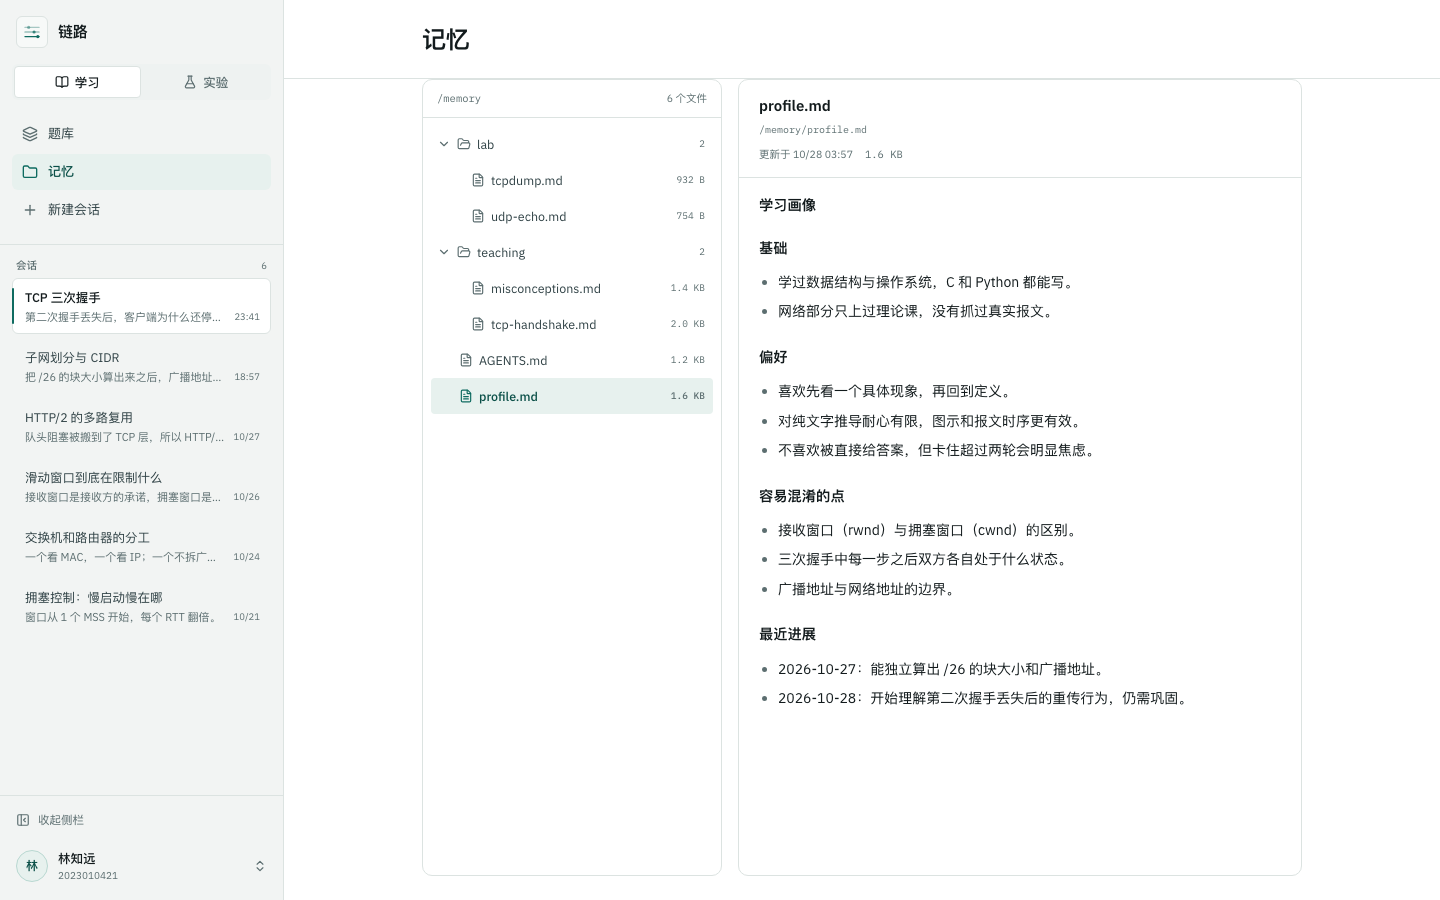 链路
学习
实验
题库
记忆
新建会话
会话 6
TCP 三次握手
第二次握手丢失后，客户端为什么还停... 23:41
子网划分与 CIDR
把 /26 的块大小算出来之后，广播地址... 18:57
HTTP/2 的多路复用
队头阻塞被搬到了 TCP 层，所以 HTTP/... 10/27
滑动窗口到底在限制什么
接收窗口是接收方的承诺，拥塞窗口是... 10/26
交换机和路由器的分工
一个看 MAC，一个看 IP；一个不拆广... 10/24
拥塞控制：慢启动慢在哪
窗口从 1 个 MSS 开始，每个 RTT 翻倍。 10/21
收起侧栏
林
林知远
2023010421
记忆
/memory 6 个文件
lab 2
tcpdump.md 932 B
udp-echo.md 754 B
teaching 2
misconceptions.md 1.4 KB
tcp-handshake.md 2.0 KB
AGENTS.md 1.2 KB
profile.md 1.6 KB
profile.md
/memory/profile.md
更新于 10/28 03:57 1.6 KB
学习画像
基础
学过数据结构与操作系统，C 和 Python 都能写。
网络部分只上过理论课，没有抓过真实报文。
偏好
喜欢先看一个具体现象，再回到定义。
对纯文字推导耐心有限，图示和报文时序更有效。
不喜欢被直接给答案，但卡住超过两轮会明显焦虑。
容易混淆的点
接收窗口（rwnd）与拥塞窗口（cwnd）的区别。
三次握手中每一步之后双方各自处于什么状态。
广播地址与网络地址的边界。
最近进展
2026-10-27：能独立算出 /26 的块大小和广播地址。
2026-10-28：开始理解第二次握手丢失后的重传行为，仍需巩固。